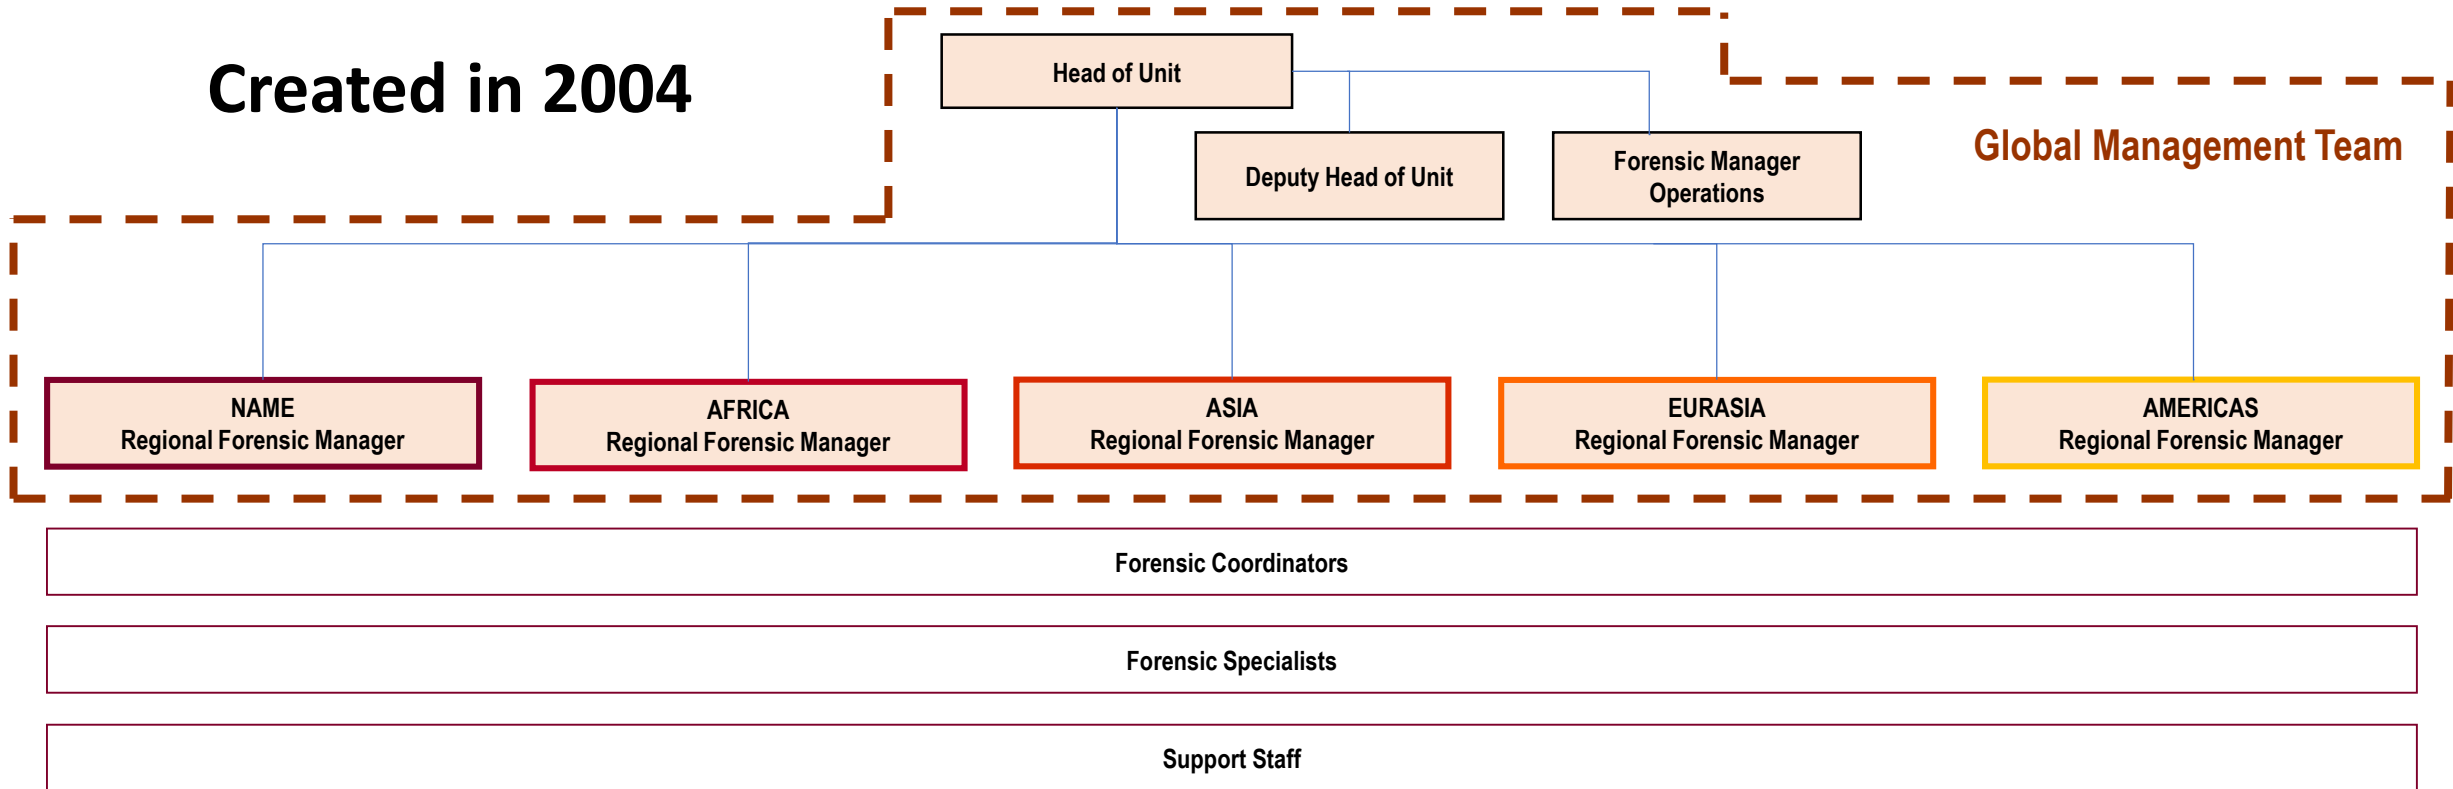 Created in 2004
Head of Unit
Global Management Team
Deputy Head of Unit
Forensic Manager
Operations
NAME
Regional Forensic Manager
AFRICA
Regional Forensic Manager
ASIA
Regional Forensic Manager
EURASIA
Regional Forensic Manager
AMERICAS
Regional Forensic Manager
Forensic Coordinators
Forensic Specialists
Support Staff